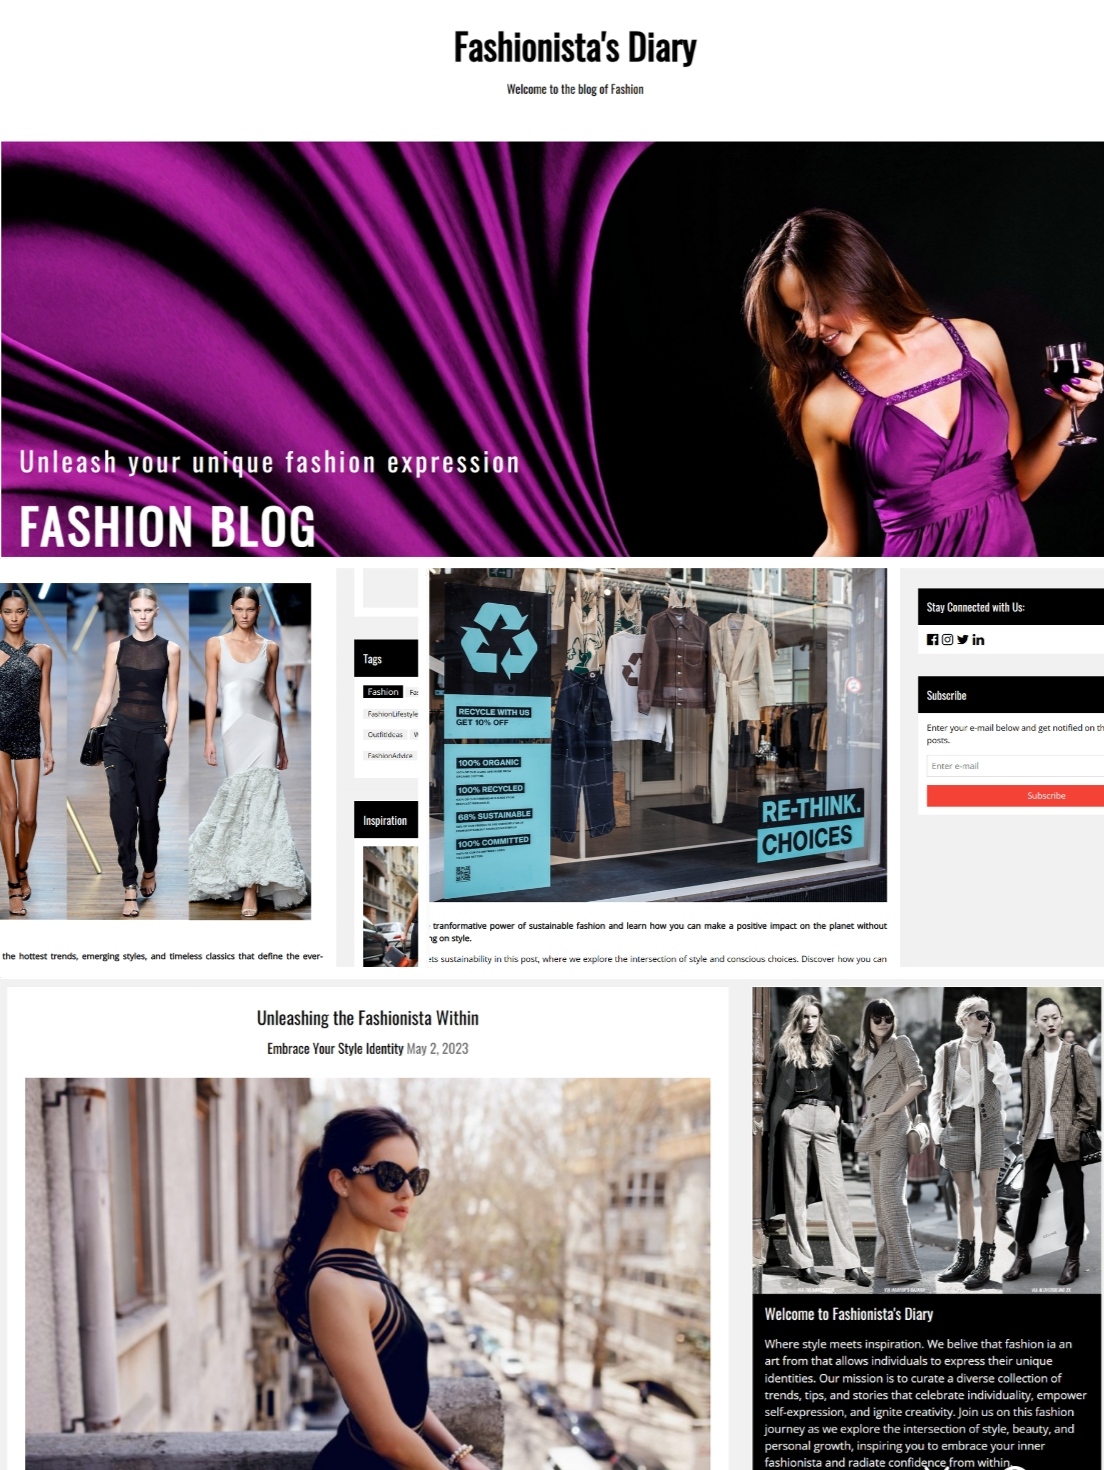 Fashionista's Diary
Welcome to the blog of Fashion
Unleash your unique fashion expression
FASHION BLOG
the hottest trends, emerging styles, and timeless classics that define the ever-
Tags
Fashion Fas
FashionLifestyle
OutfitIdeas W
FashionAdvice
Inspiration
RECYCLE WITH US
GET 10% OFF
100% ORGANIC
100% RECYCLED
68% SUSTAINABLE
100% COMMITTED
RE-THINK.
CHOICES
tranformative power of sustainable fashion and learn how you can make a positive impact on the planet without
ng on style.
ets sustainability in this post, where we explore the intersection of style and conscious choices. Discover how you can
Stay Connected with Us:
Subscribe
Enter your e-mail below and get notified on th
posts.
Enter e-mail
Subscribe
Unleashing the Fashionista Within
Embrace Your Style Identity May 2, 2023
Welcome to Fashionista's Diary
Where style meets inspiration. We belive that fashion ia an
art from that allows individuals to express their unique
identities. Our mission is to curate a diverse collection of
trends, tips, and stories that celebrate individuality, empower
self-expression, and ignite creativity. Join us on this fashion
journey as we explore the intersection of style, beauty, and
personal growth, inspiring you to embrace your inner
fashionista and radiate confidence from within.